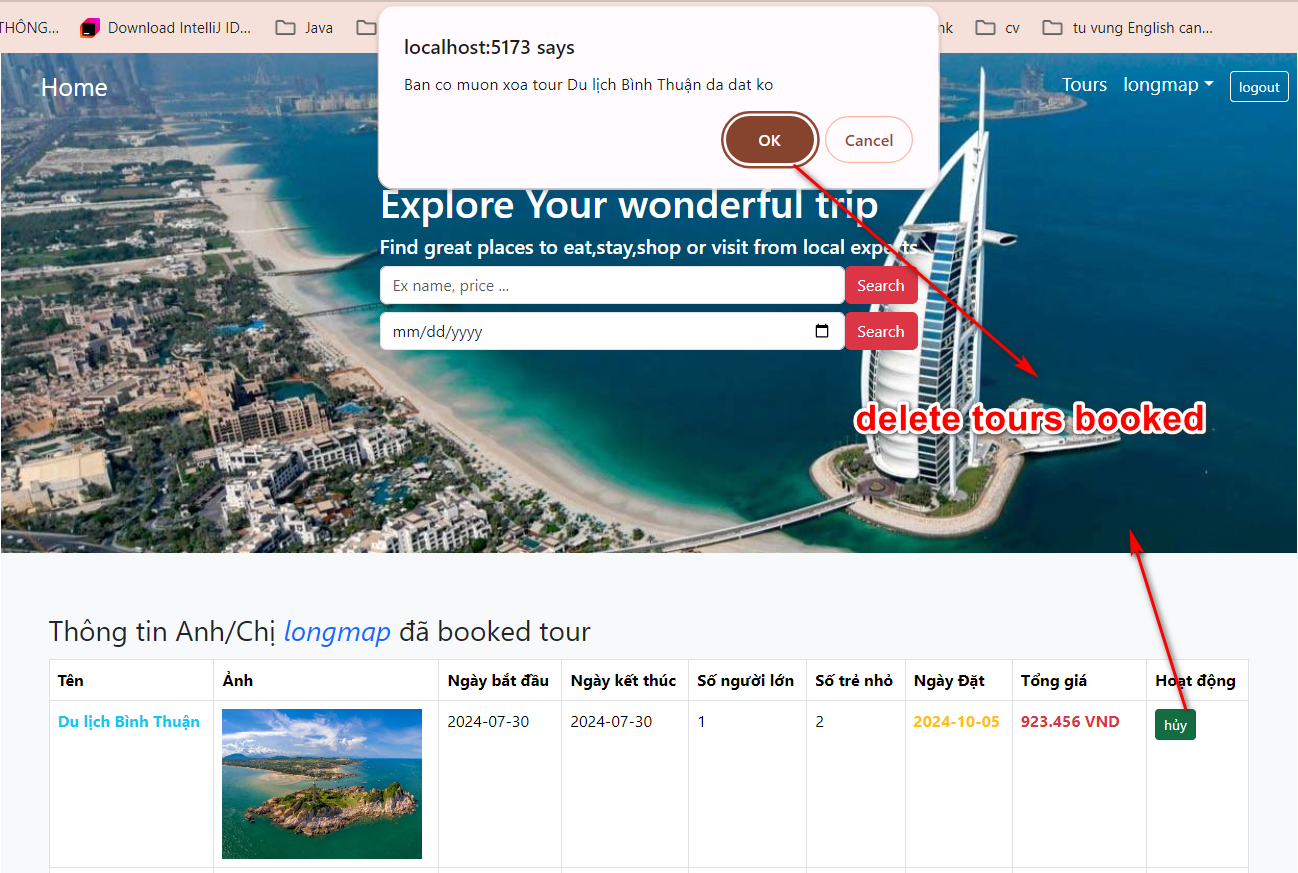 THÔNG...
Download IntelliJ ID...
Java
nk
cv
tu vung English can...
localhost:5173 says
Ban co muon xoa tour Du lịch Bình Thuận da dat ko
OK
Cancel
Home
Tours
longmap
logout
Explore Your wonderful trip
Find great places to eat,stay,shop or visit from local experts
Ex name, price ...
Search
mm/dd/yyyy
Search
delete tours booked
Thông tin Anh/Chị longmap đã booked tour
Tên Ảnh Ngày bắt đầu Ngày kết thúc Số người lớn Số trẻ nhỏ Ngày Đặt Tổng giá Hoạt động
Du lịch Bình Thuận 2024-07-30 2024-07-30 1 2 2024-10-05 923.456 VND hủy